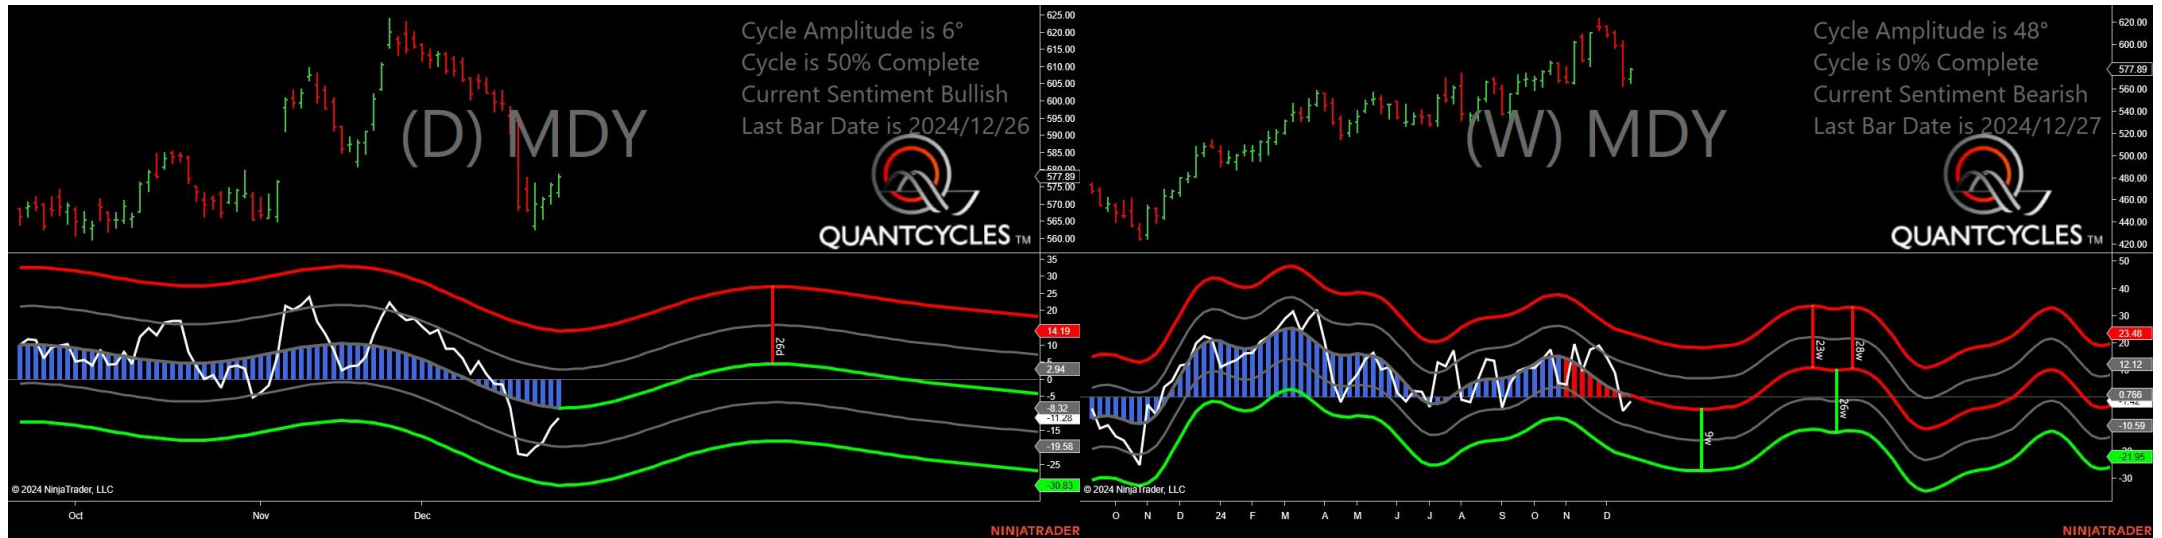 Cycle Amplitude is 6°
Cycle is 50% Complete
Current Sentiment Bullish
Last Bar Date is 2024/12/26
(D) MDY
QUANTCYCLES TM
625.00
620.00
615.00
610.00
605.00
600.00
595.00
590.00
585.00
580.00
577.89
575.00
570.00
565.00
560.00
35
30
25
20
14.19
10
5
2.94
0
-5
-8.32
-11.28
-15
-19.58
-25
-30.83
26d
© 2024 NinjaTrader, LLC
Oct Nov Dec
NINJATRADER
Cycle Amplitude is 48°
Cycle is 0% Complete
Current Sentiment Bearish
Last Bar Date is 2024/12/27
(W) MDY
QUANTCYCLES TM
620.00
600.00
577.89
560.00
540.00
520.00
500.00
480.00
460.00
440.00
420.00
50
40
30
23.48
20
12.12
10
0.766
-10.59
-21.95
-30
23w
28w
26w
9w
© 2024 NinjaTrader, LLC
O N D 24 F M A M J J A S O N D
NINJATRADER